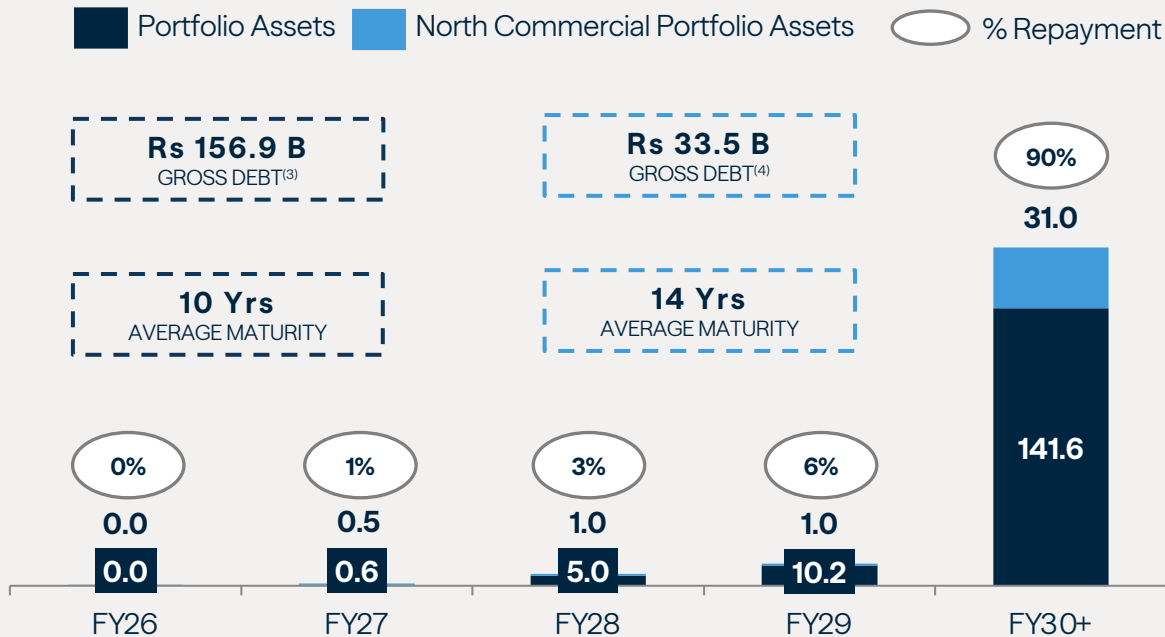 Portfolio Assets North Commercial Portfolio Assets % Repayment
Rs 156.9 B
GROSS DEBT(3)
Rs 33.5 B
GROSS DEBT(4)
10 Yrs
AVERAGE MATURITY
14 Yrs
AVERAGE MATURITY
0% 1% 3% 6% 90%
0.0 0.5 1.0 1.0 31.0
0.0 0.6 5.0 10.2 141.6
FY26 FY27 FY28 FY29 FY30+